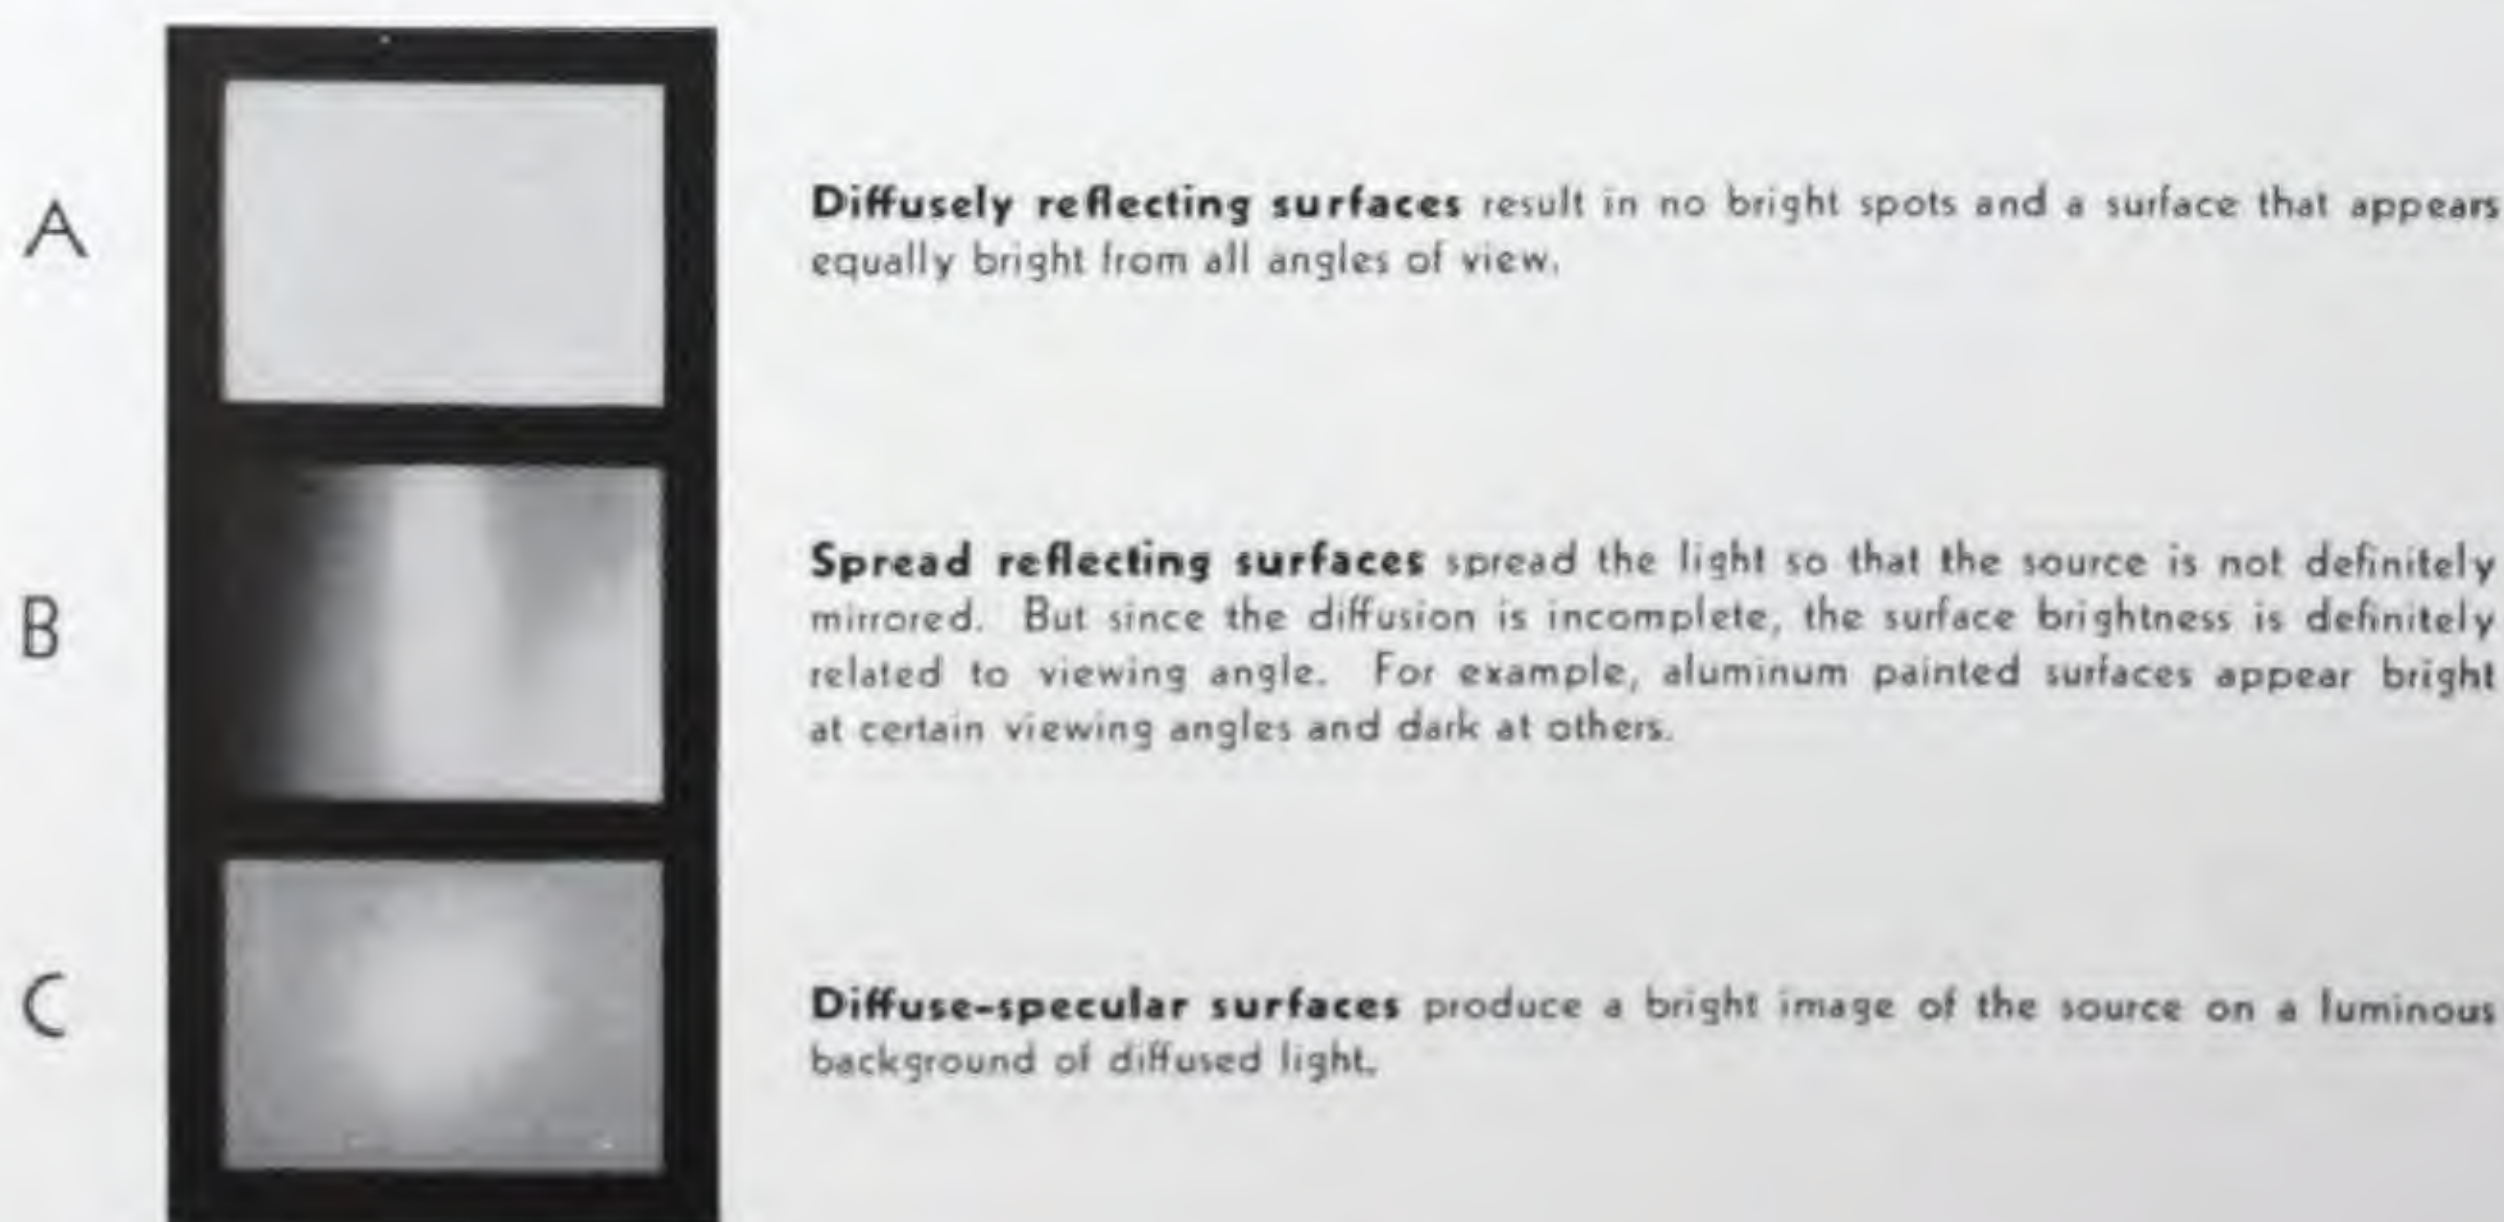 A
Diffusely reflecting surfaces result in no bright spots and a surface that appears
equally bright from all angles of view.
B
Spread reflecting surfaces spread the light so that the source is not definitely
mirrored. But since the diffusion is incomplete, the surface brightness is definitely
related to viewing angle. For example, aluminum painted surfaces appear bright
at certain viewing angles and dark at others.
C
Diffuse-specular surfaces produce a bright image of the source on a luminous
background of diffused light.